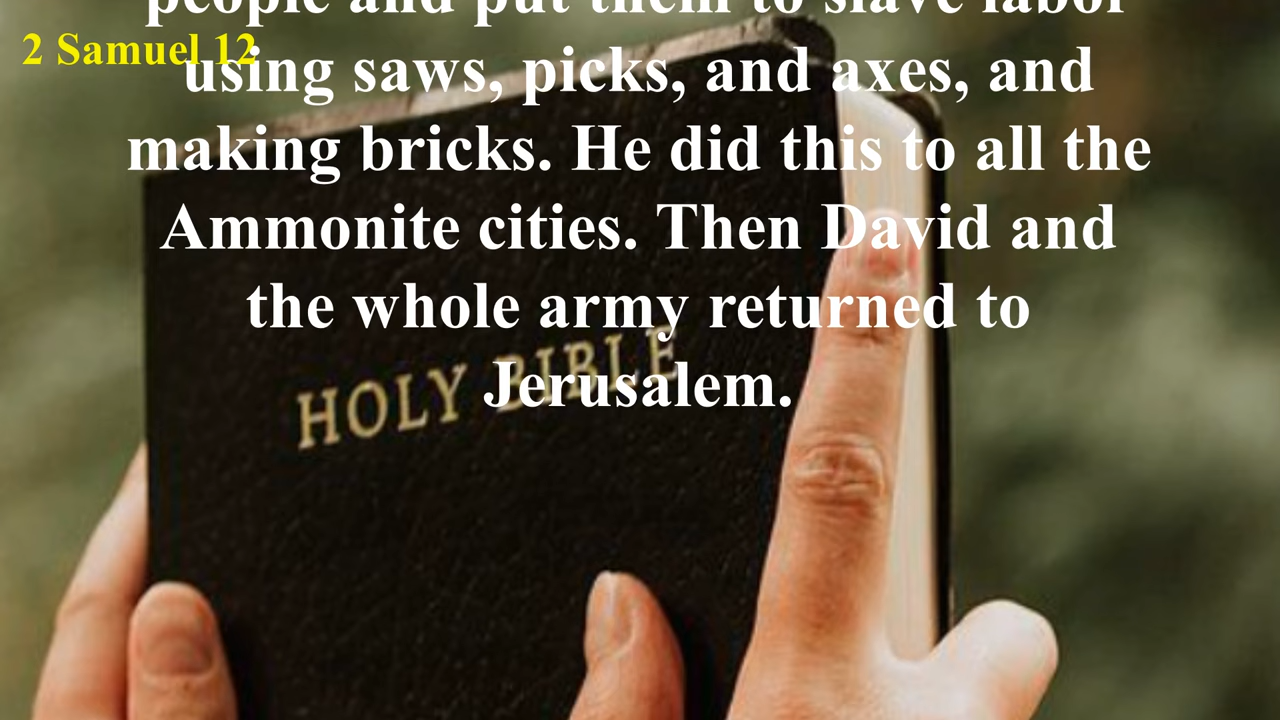 people and put them to slave labor
2 Samuel 12
using saws, picks, and axes, and
making bricks. He did this to all the
Ammonite cities. Then David and
the whole army returned to
Jerusalem.
HOLY BIBLE